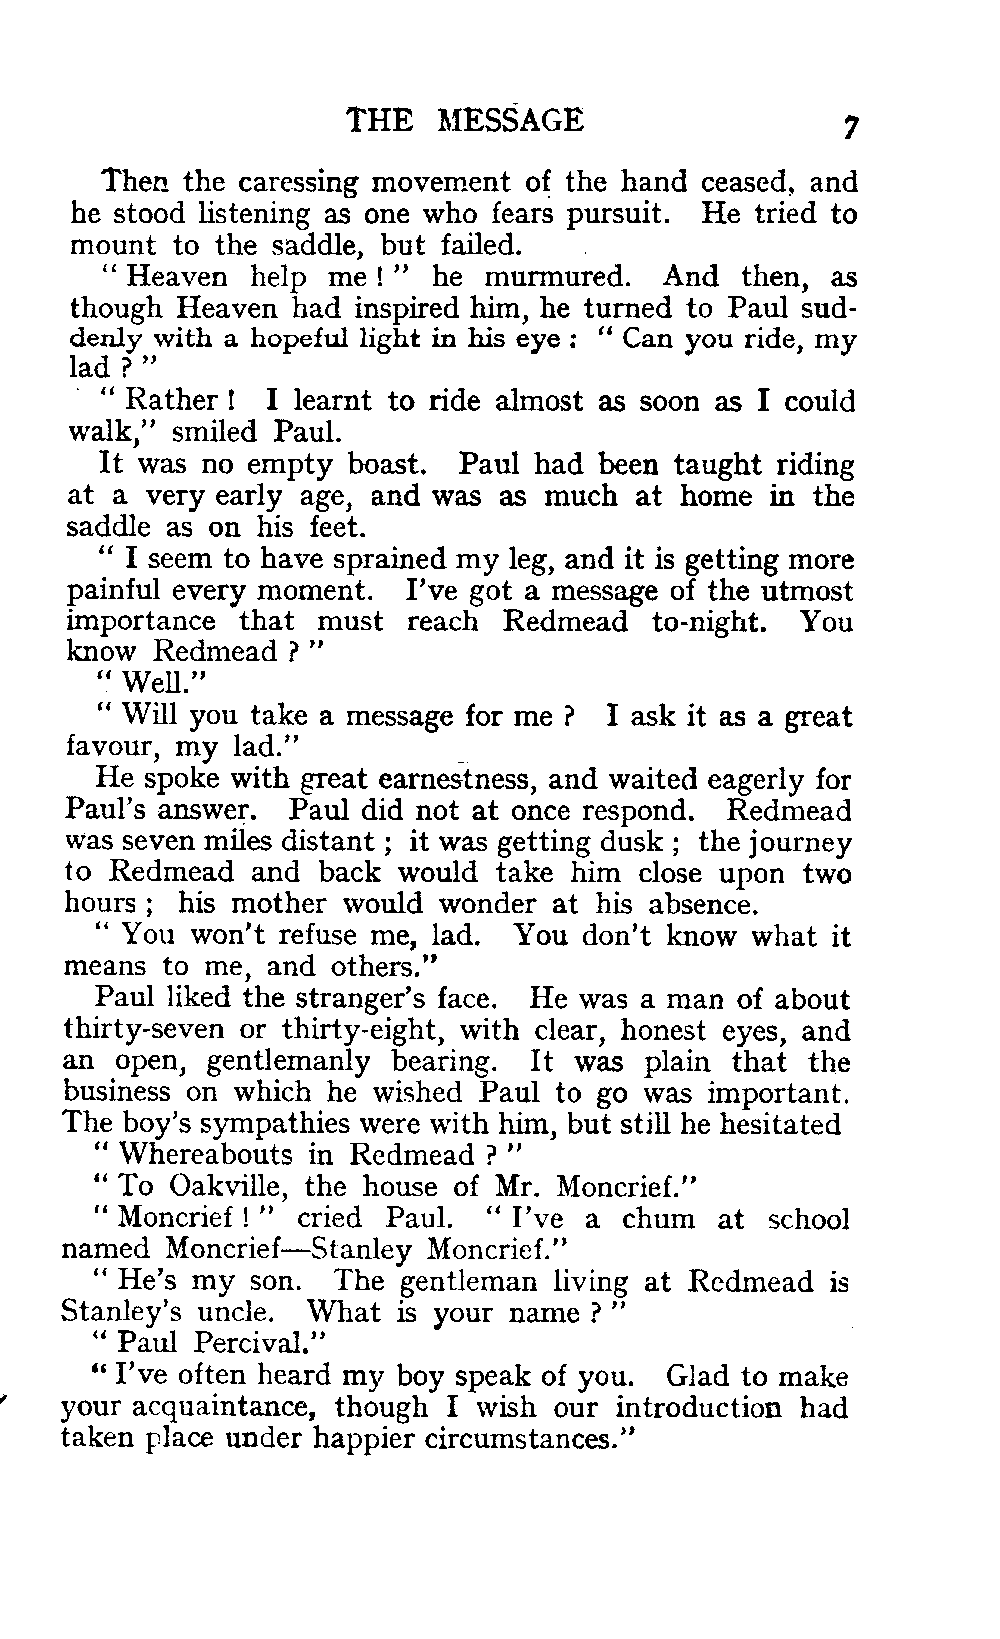 THE MESSAGE 7
Then the caressing movement of the hand ceased, and
he stood listening as one who fears pursuit. He tried to
mount to the saddle, but failed.
“ Heaven help me ! ” he murmured. And then, as
though Heaven had inspired him, he turned to Paul sud-
denly with a hopeful light in his eye : “ Can you ride, my
lad ? ”
“ Rather ! I learnt to ride almost as soon as I could
walk,” smiled Paul.
It was no empty boast. Paul had been taught riding
at a very early age, and was as much at home in the
saddle as on his feet.
“ I seem to have sprained my leg, and it is getting more
painful every moment. I’ve got a message of the utmost
importance that must reach Redmead to-night. You
know Redmead ? ”
“ Well.”
“ Will you take a message for me ? I ask it as a great
favour, my lad.”
He spoke with great earnestness, and waited eagerly for
Paul’s answer. Paul did not at once respond. Redmead
was seven miles distant ; it was getting dusk ; the journey
to Redmead and back would take him close upon two
hours ; his mother would wonder at his absence.
“ You won’t refuse me, lad. You don’t know what it
means to me, and others.”
Paul liked the stranger’s face. He was a man of about
thirty-seven or thirty-eight, with clear, honest eyes, and
an open, gentlemanly bearing. It was plain that the
business on which he wished Paul to go was important.
The boy’s sympathies were with him, but still he hesitated
“ Whereabouts in Redmead ? ”
“ To Oakville, the house of Mr. Moncrief.”
“ Moncrief ! ” cried Paul. “ I’ve a chum at school
named Moncrief—Stanley Moncrief.”
“ He’s my son. The gentleman living at Redmead is
Stanley’s uncle. What is your name ? ”
“ Paul Percival.”
“ I’ve often heard my boy speak of you. Glad to make
your acquaintance, though I wish our introduction had
taken place under happier circumstances.”